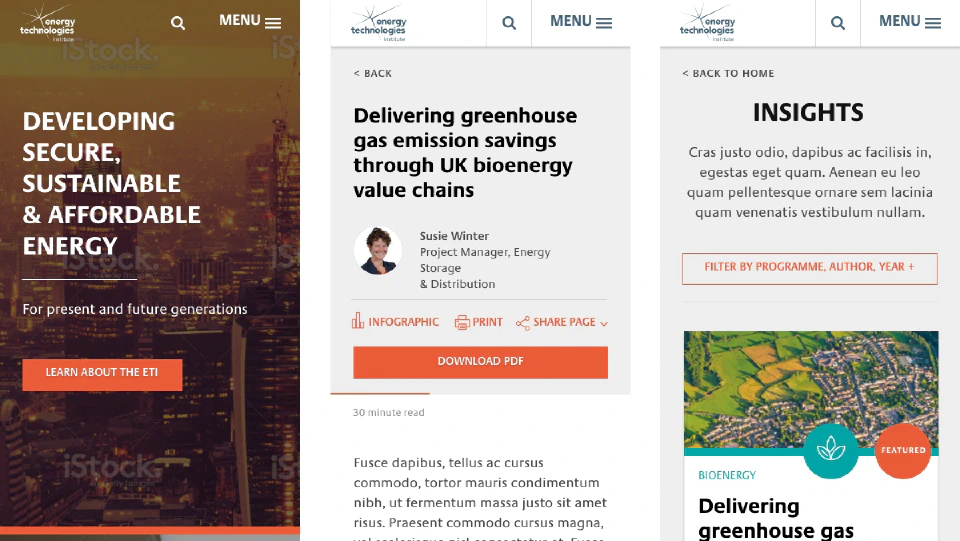 energy
technologies
institute
MENU
iStock.
DEVELOPING
SECURE,
SUSTAINABLE
& AFFORDABLE
ENERGY
For present and future generations
LEARN ABOUT THE ETI
iStock.
energy
technologies
institute
MENU
< BACK
Delivering greenhouse
gas emission savings
through UK bioenergy
value chains
Susie Winter
Project Manager, Energy
Storage
& Distribution
INFOGRAPHIC
PRINT
SHARE PAGE
DOWNLOAD PDF
30 minute read
Fusce dapibus, tellus ac cursus
commodo, tortor mauris condimentum
nibh, ut fermentum massa justo sit amet
risus. Praesent commodo cursus magna,
energy
technologies
institute
MENU
< BACK TO HOME
INSIGHTS
Cras justo odio, dapibus ac facilisis in,
egestas eget quam. Aenean eu leo
quam pellentesque ornare sem lacinia
quam venenatis vestibulum nullam.
FILTER BY PROGRAMME, AUTHOR, YEAR +
FEATURED
BIOENERGY
Delivering
greenhouse gas